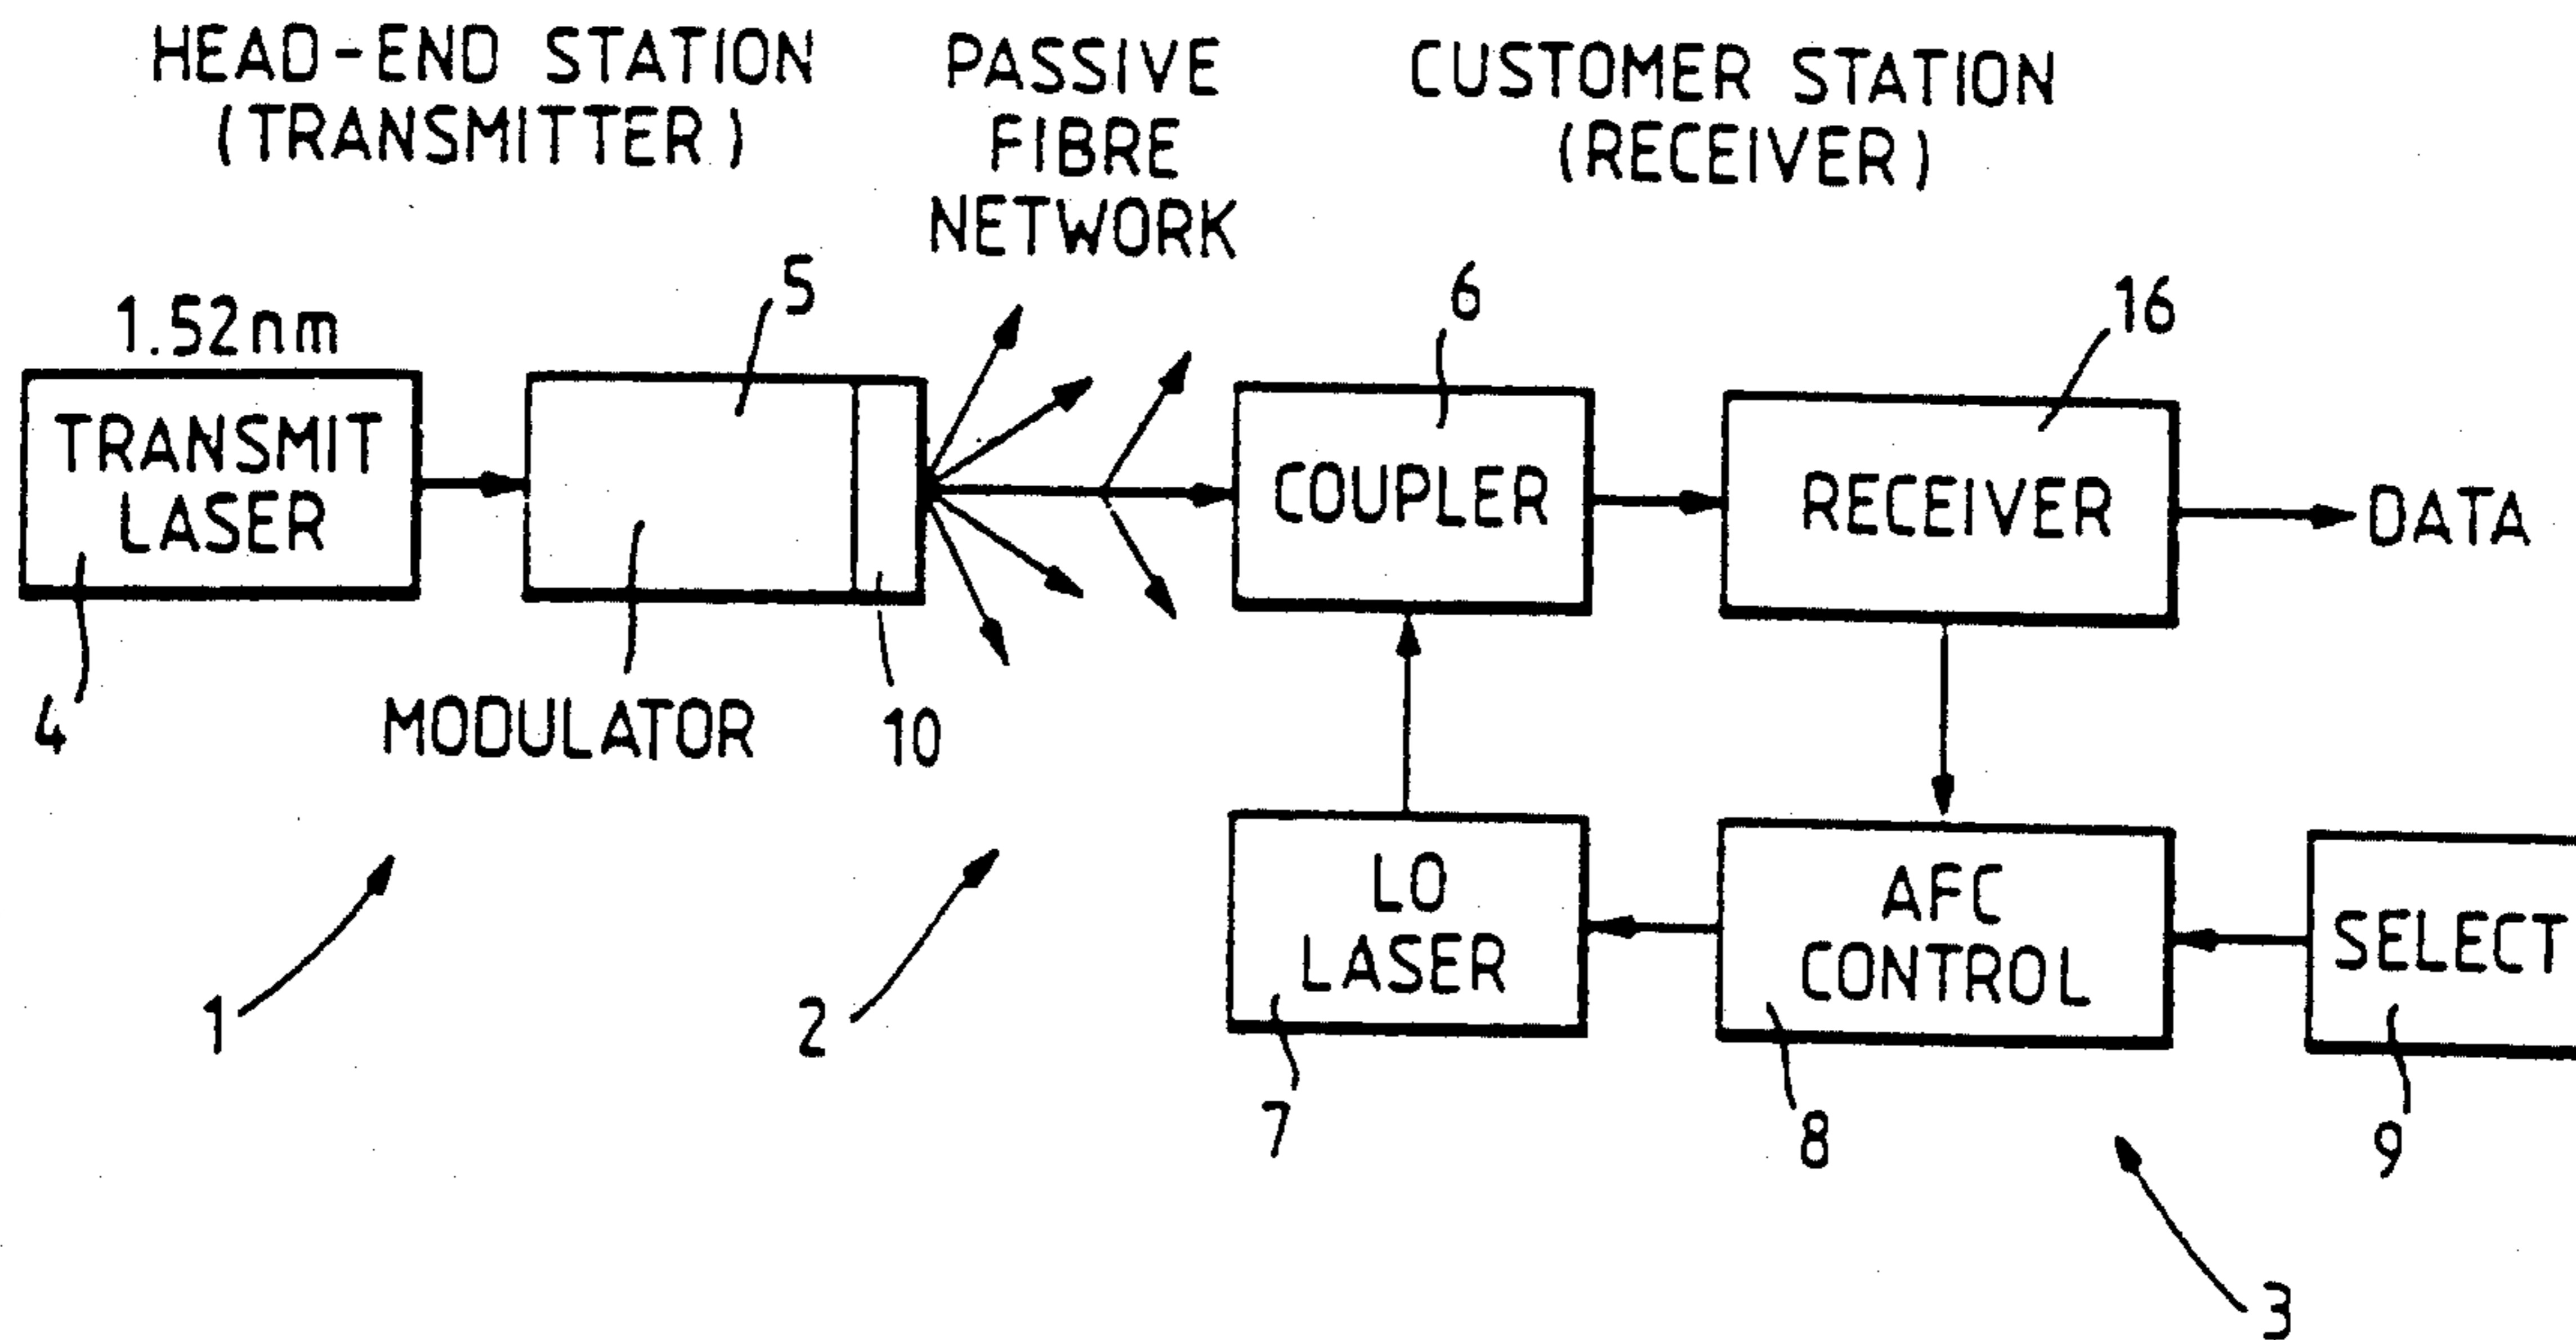 HEAD-END STATION
(TRANSMITTER)
PASSIVE
FIBRE
NETWORK
CUSTOMER STATION
(RECEIVER)
1.52nm
5
6
16
TRANSMIT
LASER
COUPLER
RECEIVER
DATA
4
MODULATOR
10
LO
LASER
AFC
CONTROL
SELECT
1
2
7
8
9
3